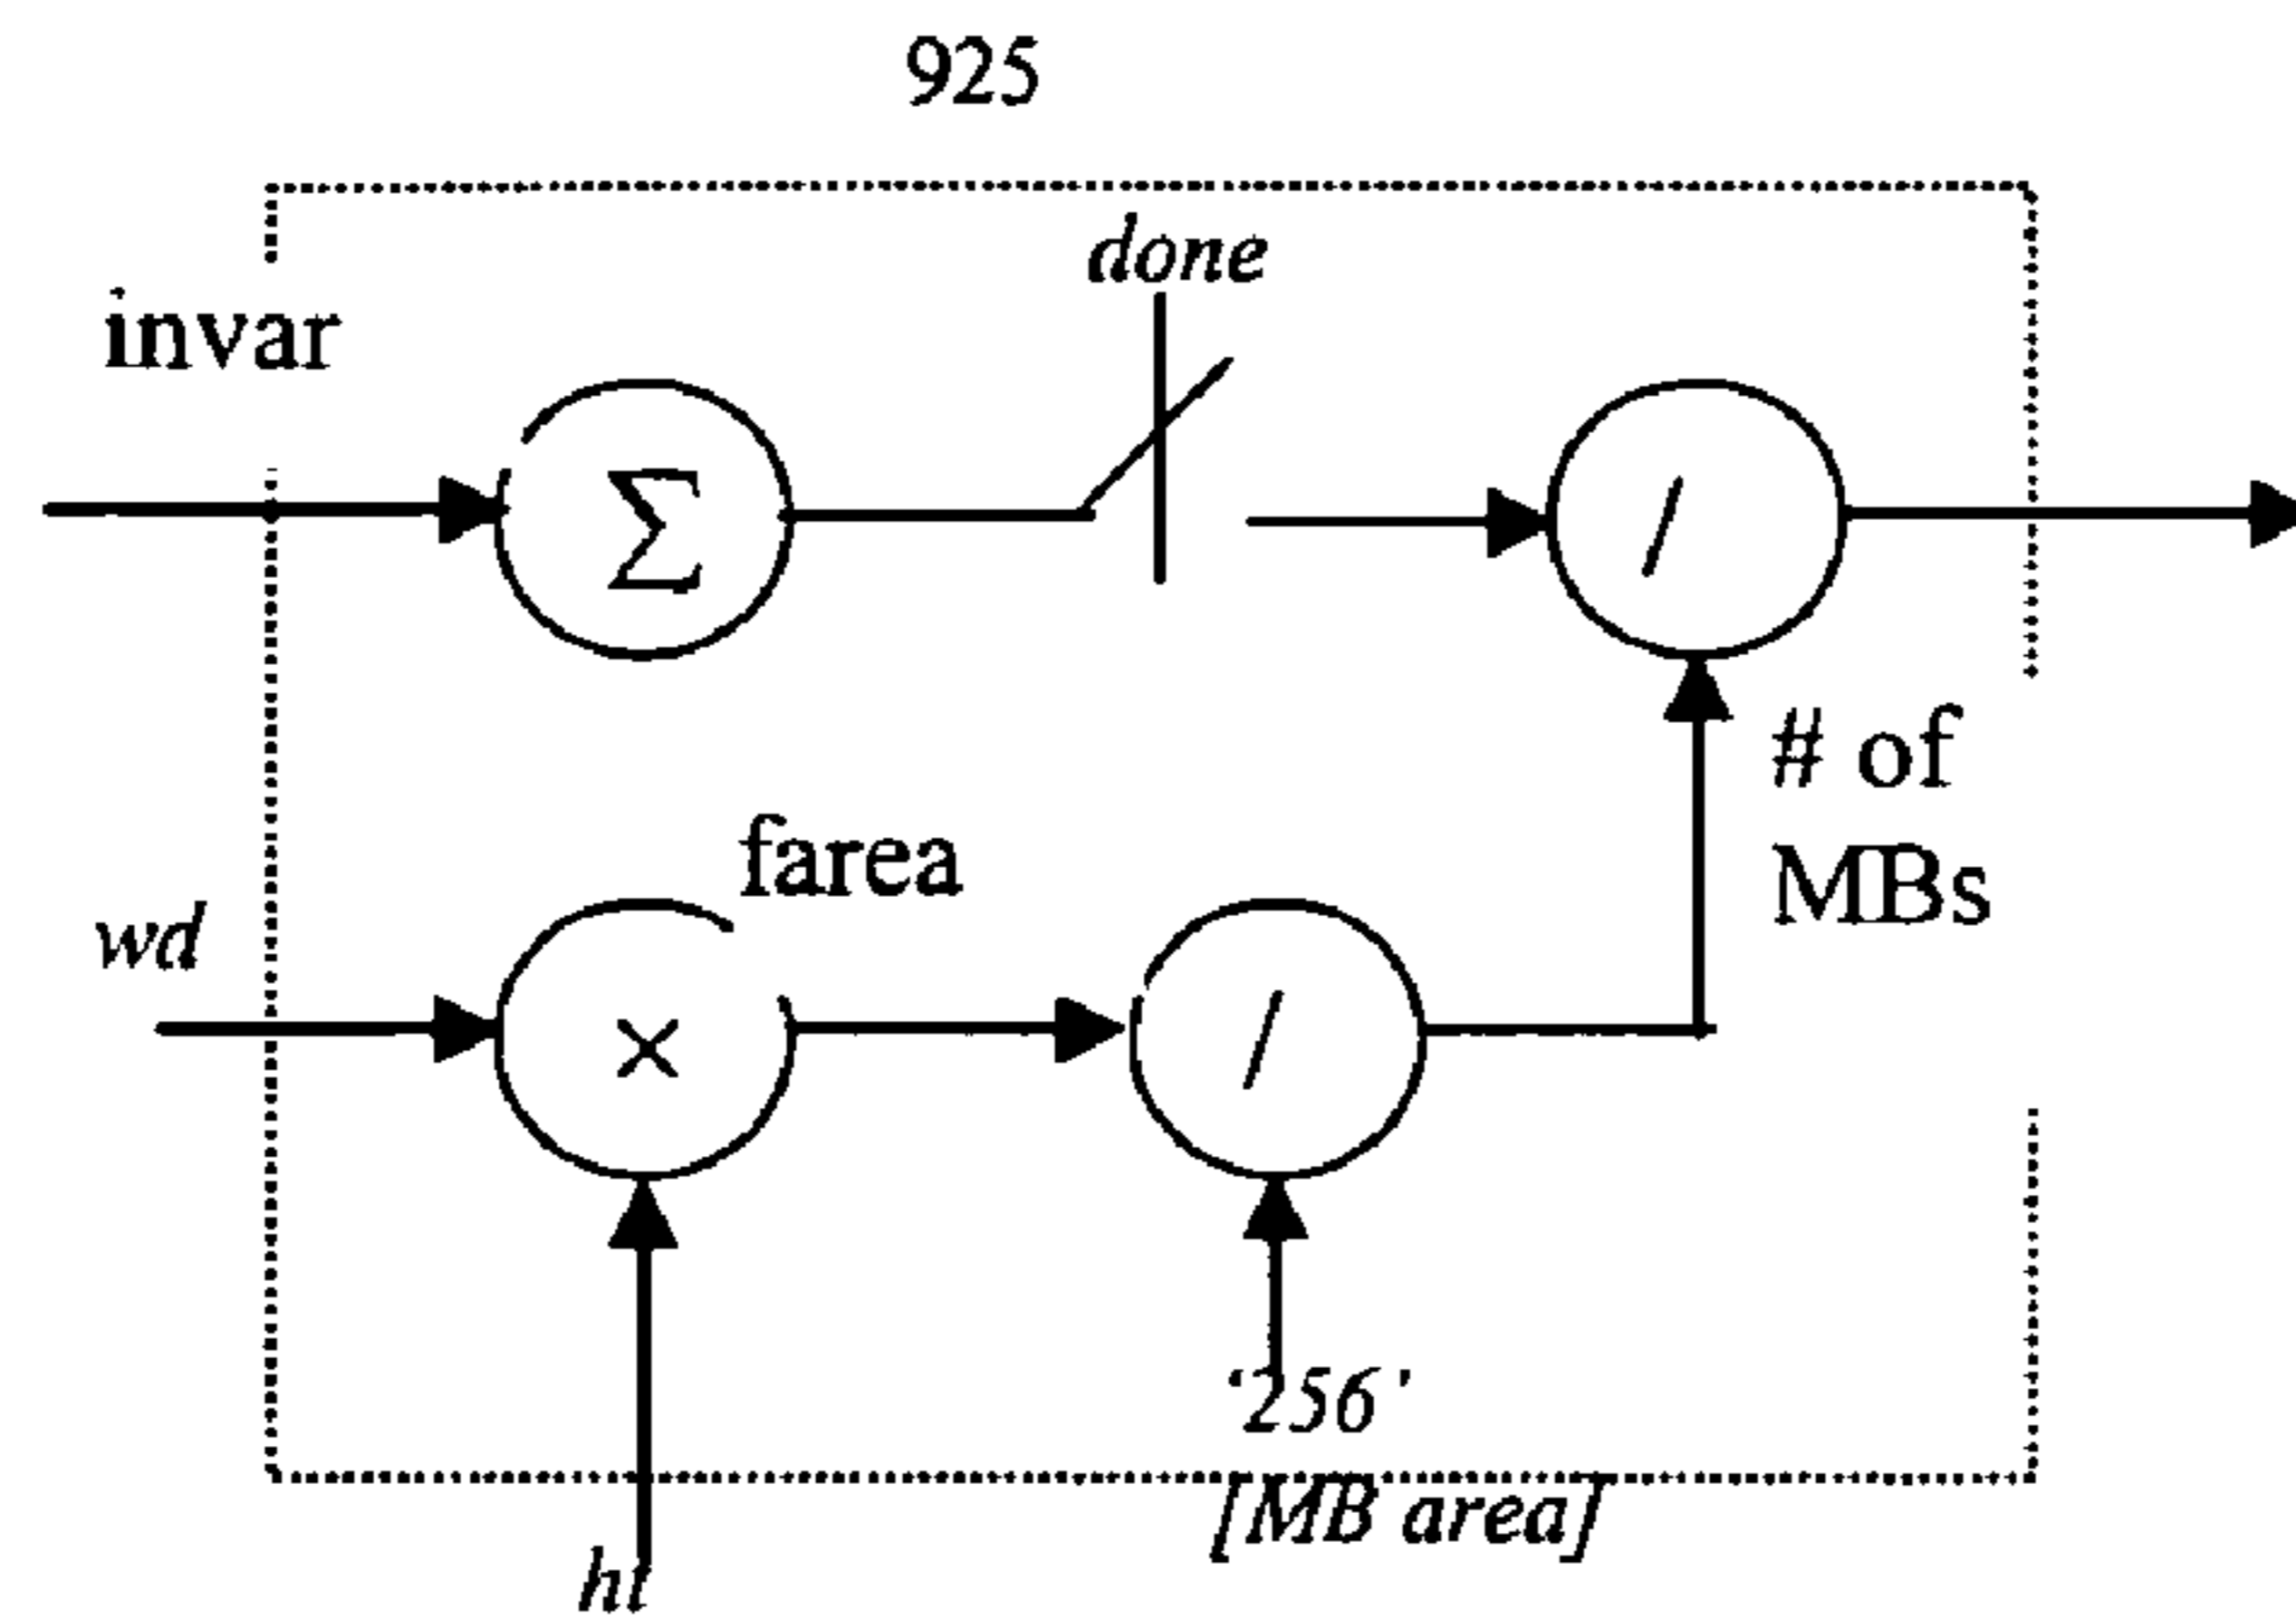 925
done
invar
Σ
/
# of
MBs
farea
wd
×
/
'256'
[MB area]
ht